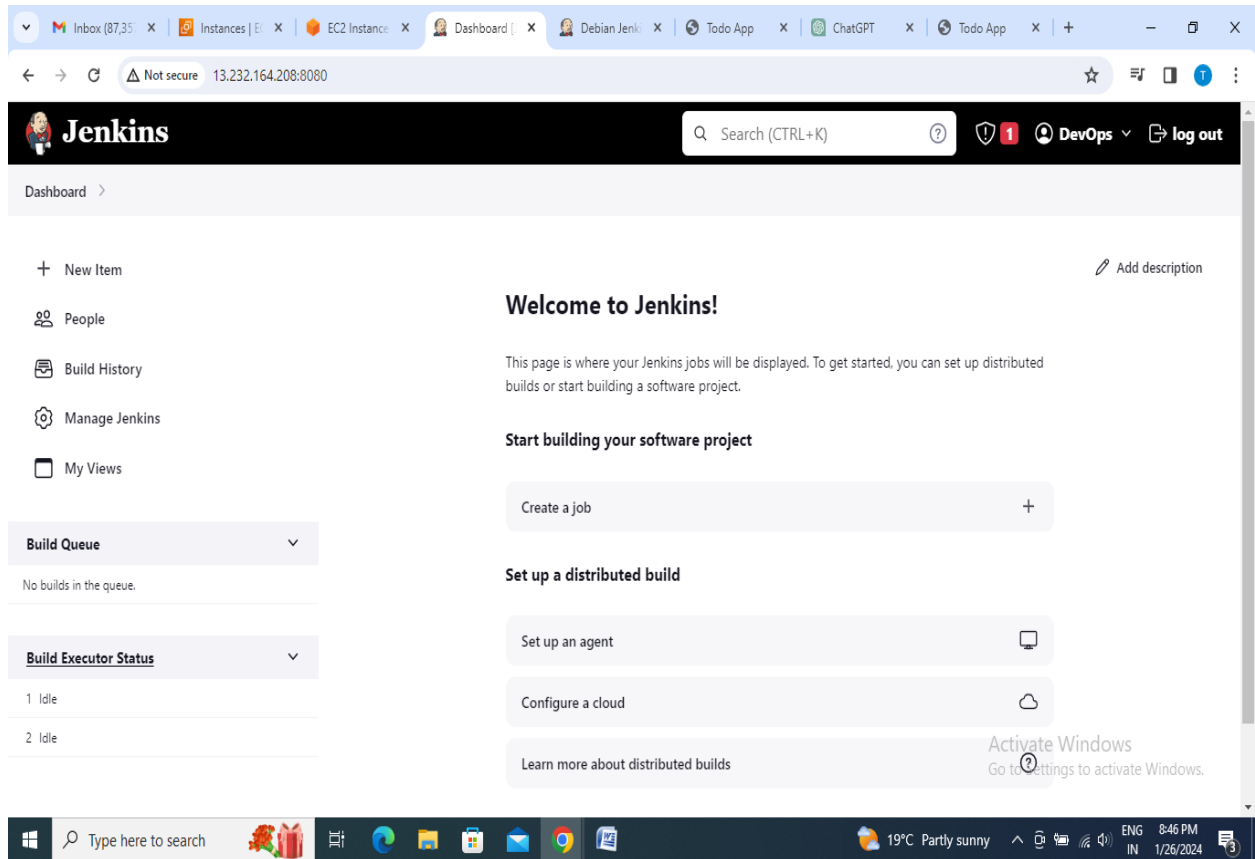 Inbox (87,35
Instances | E
EC2 Instance
Dashboard [
Debian Jenki
Todo App
ChatGPT
Todo App
Not secure 13.232.164.208:8080
T
Jenkins
Search (CTRL+K)
1
DevOps
log out
Dashboard
New Item
People
Build History
Manage Jenkins
My Views
Build Queue
No builds in the queue.
Build Executor Status
1 Idle
2 Idle
Add description
Welcome to Jenkins!
This page is where your Jenkins jobs will be displayed. To get started, you can set up distributed
builds or start building a software project.
Start building your software project
Create a job
Set up a distributed build
Set up an agent
Configure a cloud
Learn more about distributed builds
Activate Windows
Go to Settings to activate Windows.
Type here to search
19°C Partly sunny
ENG
IN
8:46 PM
1/26/2024
3